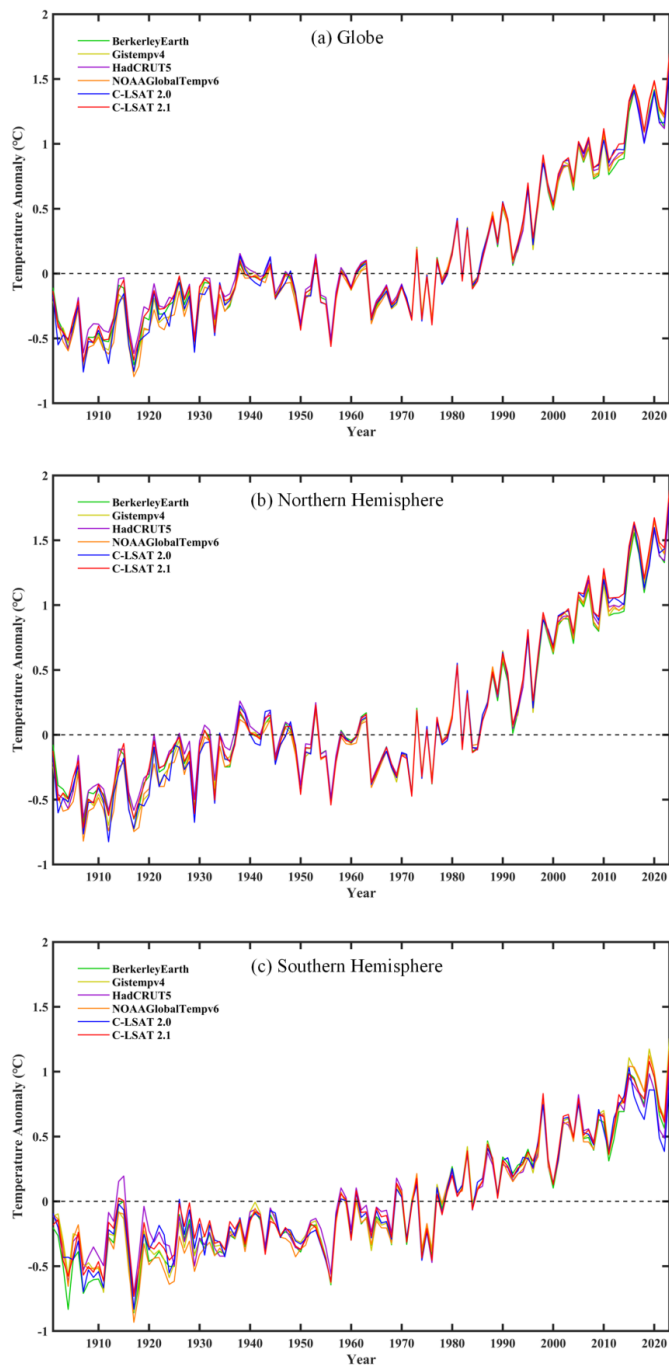 (a) Globe
BerkerleyEarth
Gistempv4
HadCRUT5
NOAAGlobalTempv6
C-LSAT 2.0
C-LSAT 2.1
Temperature Anomaly (°C)
2
1.5
1
0.5
0
-0.5
-1
1910 1920 1930 1940 1950 1960 1970 1980 1990 2000 2010 2020
Year
(b) Northern Hemisphere
BerkerleyEarth
Gistempv4
HadCRUT5
NOAAGlobalTempv6
C-LSAT 2.0
C-LSAT 2.1
Temperature Anomaly (°C)
2
1.5
1
0.5
0
-0.5
-1
1910 1920 1930 1940 1950 1960 1970 1980 1990 2000 2010 2020
Year
(c) Southern Hemisphere
BerkerleyEarth
Gistempv4
HadCRUT5
NOAAGlobalTempv6
C-LSAT 2.0
C-LSAT 2.1
Temperature Anomaly (°C)
2
1.5
1
0.5
0
-0.5
-1
1910 1920 1930 1940 1950 1960 1970 1980 1990 2000 2010 2020
Year